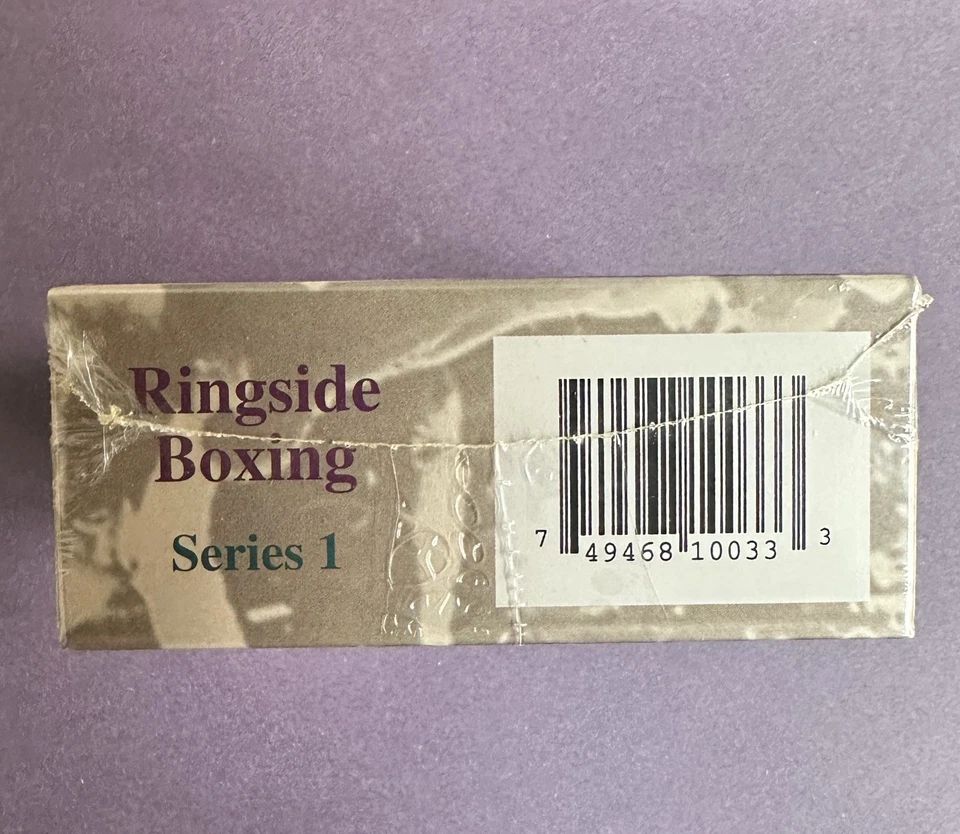 Ringside
Boxing
Series 1
7 49468 10033 3